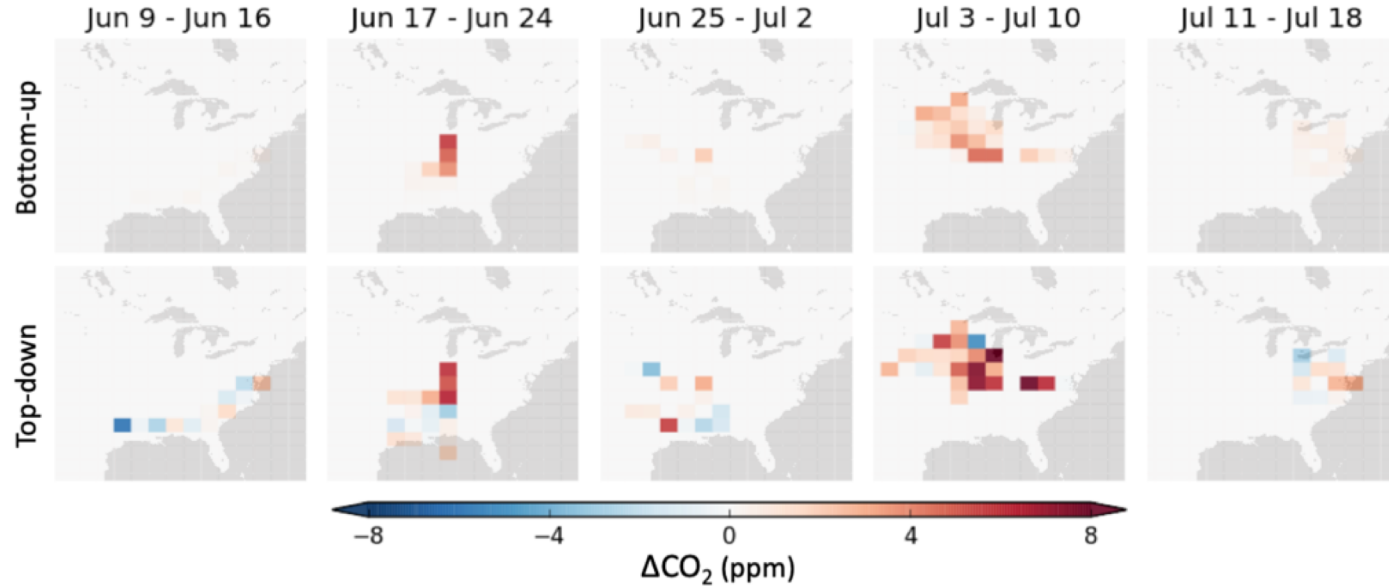 Jun 9 - Jun 16
Jun 17 - Jun 24
Jun 25 - Jul 2
Jul 3 - Jul 10
Jul 11 - Jul 18
Bottom-up
Top-down
−8
−4
0
4
8
ΔCO₂ (ppm)